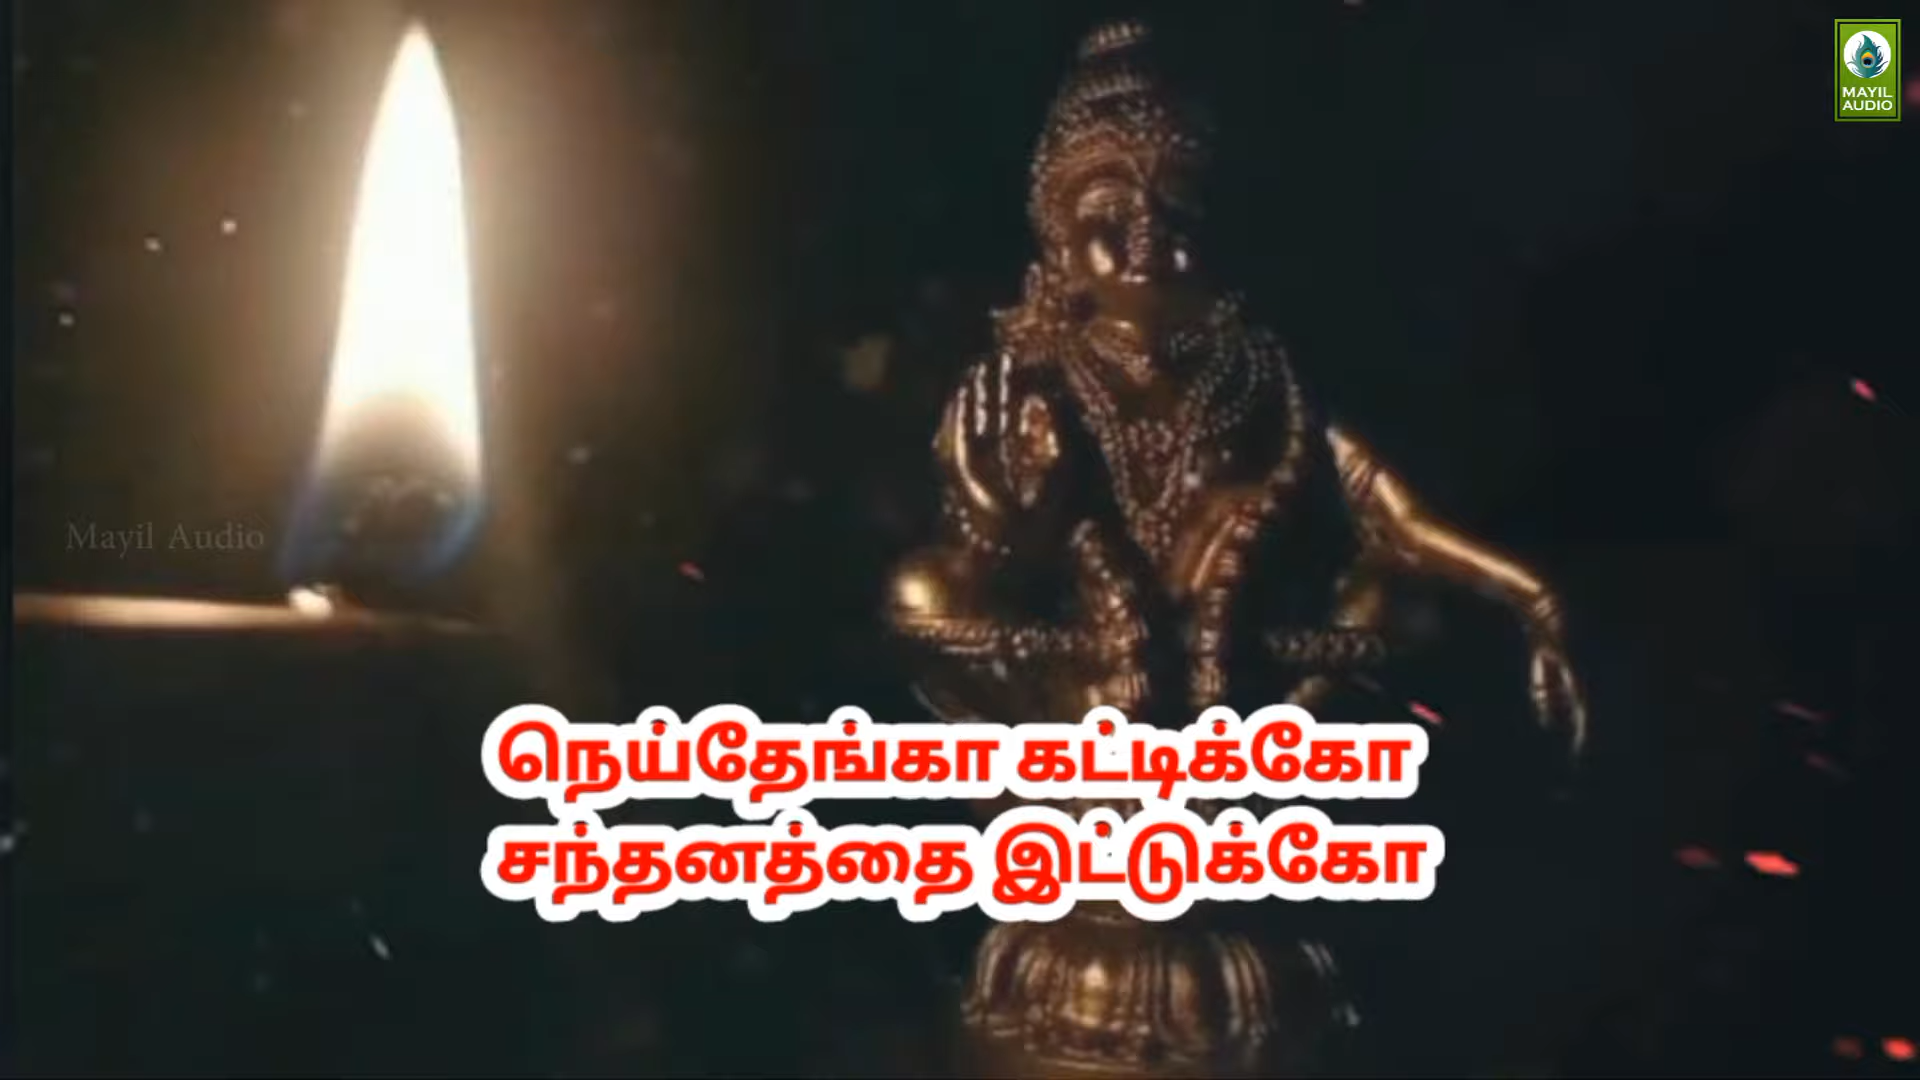 MAYIL
AUDIO
Mayil Audio
நெய்தேங்கா கட்டிக்கோ
சந்தனத்தை இட்டுக்கோ